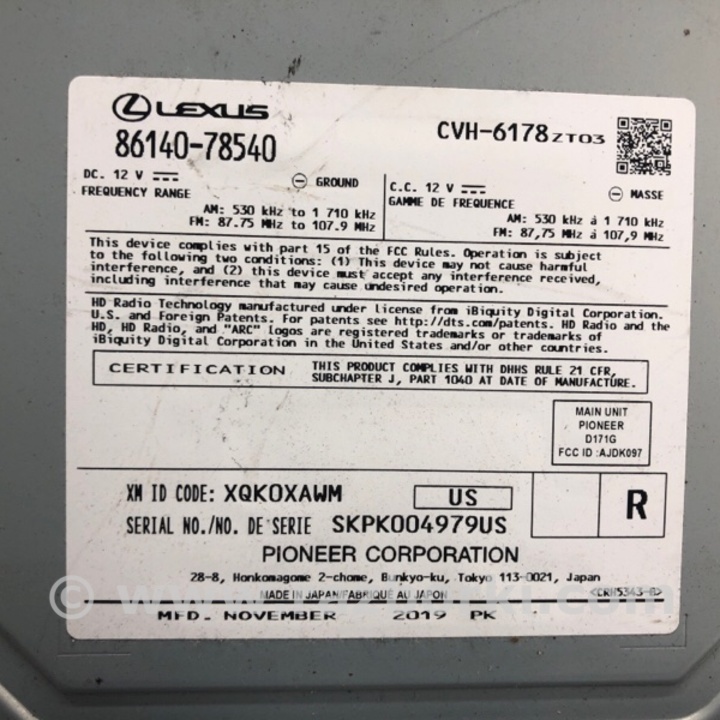 LEXUS
86140-78540
CVH-6178ZT03
DC. 12 V
GROUND
FREQUENCY RANGE
AM: 530 kHz to 1 710 kHz
FM: 87.75 MHz to 107.9 MHz
C.C. 12 V
MASSE
GAMME DE FREQUENCE
AM: 530 kHz à 1 710 kHz
FM: 87,75 MHz à 107,9 MHz
This device complies with part 15 of the FCC Rules. Operation is subject
to the following two conditions: (1) This device may not cause harmful
interference, and (2) this device must accept any interference received,
including interference that may cause undesired operation.
HD Radio Technology manufactured under license from iBiquity Digital Corporation.
U.S. and Foreign Patents. For patents see http://dts.com/patents. HD Radio and the
HD, HD Radio, and "ARC" logos are registered trademarks or trademarks of
iBiquity Digital Corporation in the United States and/or other countries.
CERTIFICATION
THIS PRODUCT COMPLIES WITH DHHS RULE 21 CFR,
SUBCHAPTER J, PART 1040 AT DATE OF MANUFACTURE.
MAIN UNIT
PIONEER
D171G
FCC ID :AJDK097
XM ID CODE: XQK0XAWM
US
R
SERIAL NO./NO. DE SERIE SKPK004979US
PIONEER CORPORATION
28-8, Honkomagome 2-chome, Bunkyo-ku, Tokyo 113-0021, Japan
MADE IN JAPAN/FABRIQUÉ AU JAPON
<CRH5343-B>
MFD. NOVEMBER 2019 PK